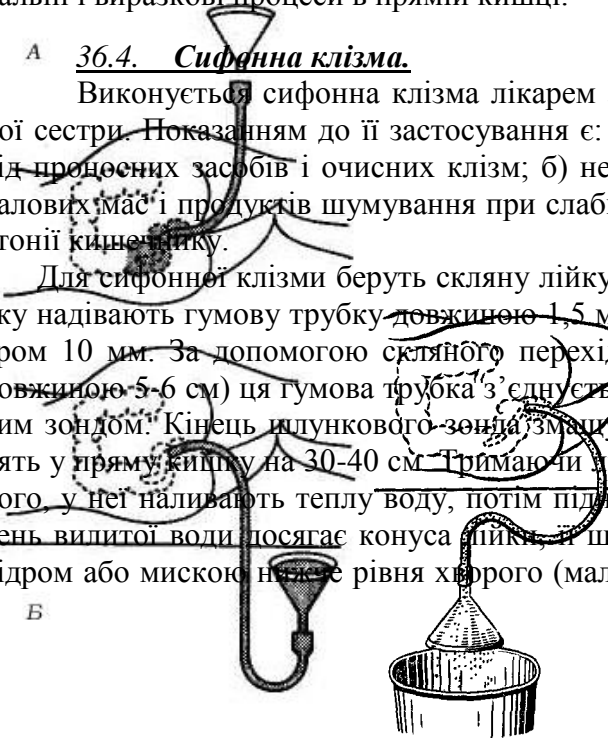 альні і виразкові процеси в прямій кишці.
А
36.4. Сифонна клізма.
Виконується сифонна клізма лікарем
ої сестри. Показанням до її застосування є:
ід проносних засобів і очисних клізм; б) не
алових мас і продуктів шумування при слабі
тонії кишечнику.
Для сифонної клізми беруть скляну лійку
ку надівають гумову трубку довжиною 1,5 м
ром 10 мм. За допомогою скляного перехід
овжиною 5-6 см) ця гумова трубка з’єднуєть
им зондом. Кінець шлункового зонда змащу
ять у пряму кишку на 30-40 см. Тримаючи
ого, у неї наливають теплу воду, потім підн
ень вилитої води досягає конуса лійки, її ш
ідром або мискою нижче рівня хворого (мал
Б